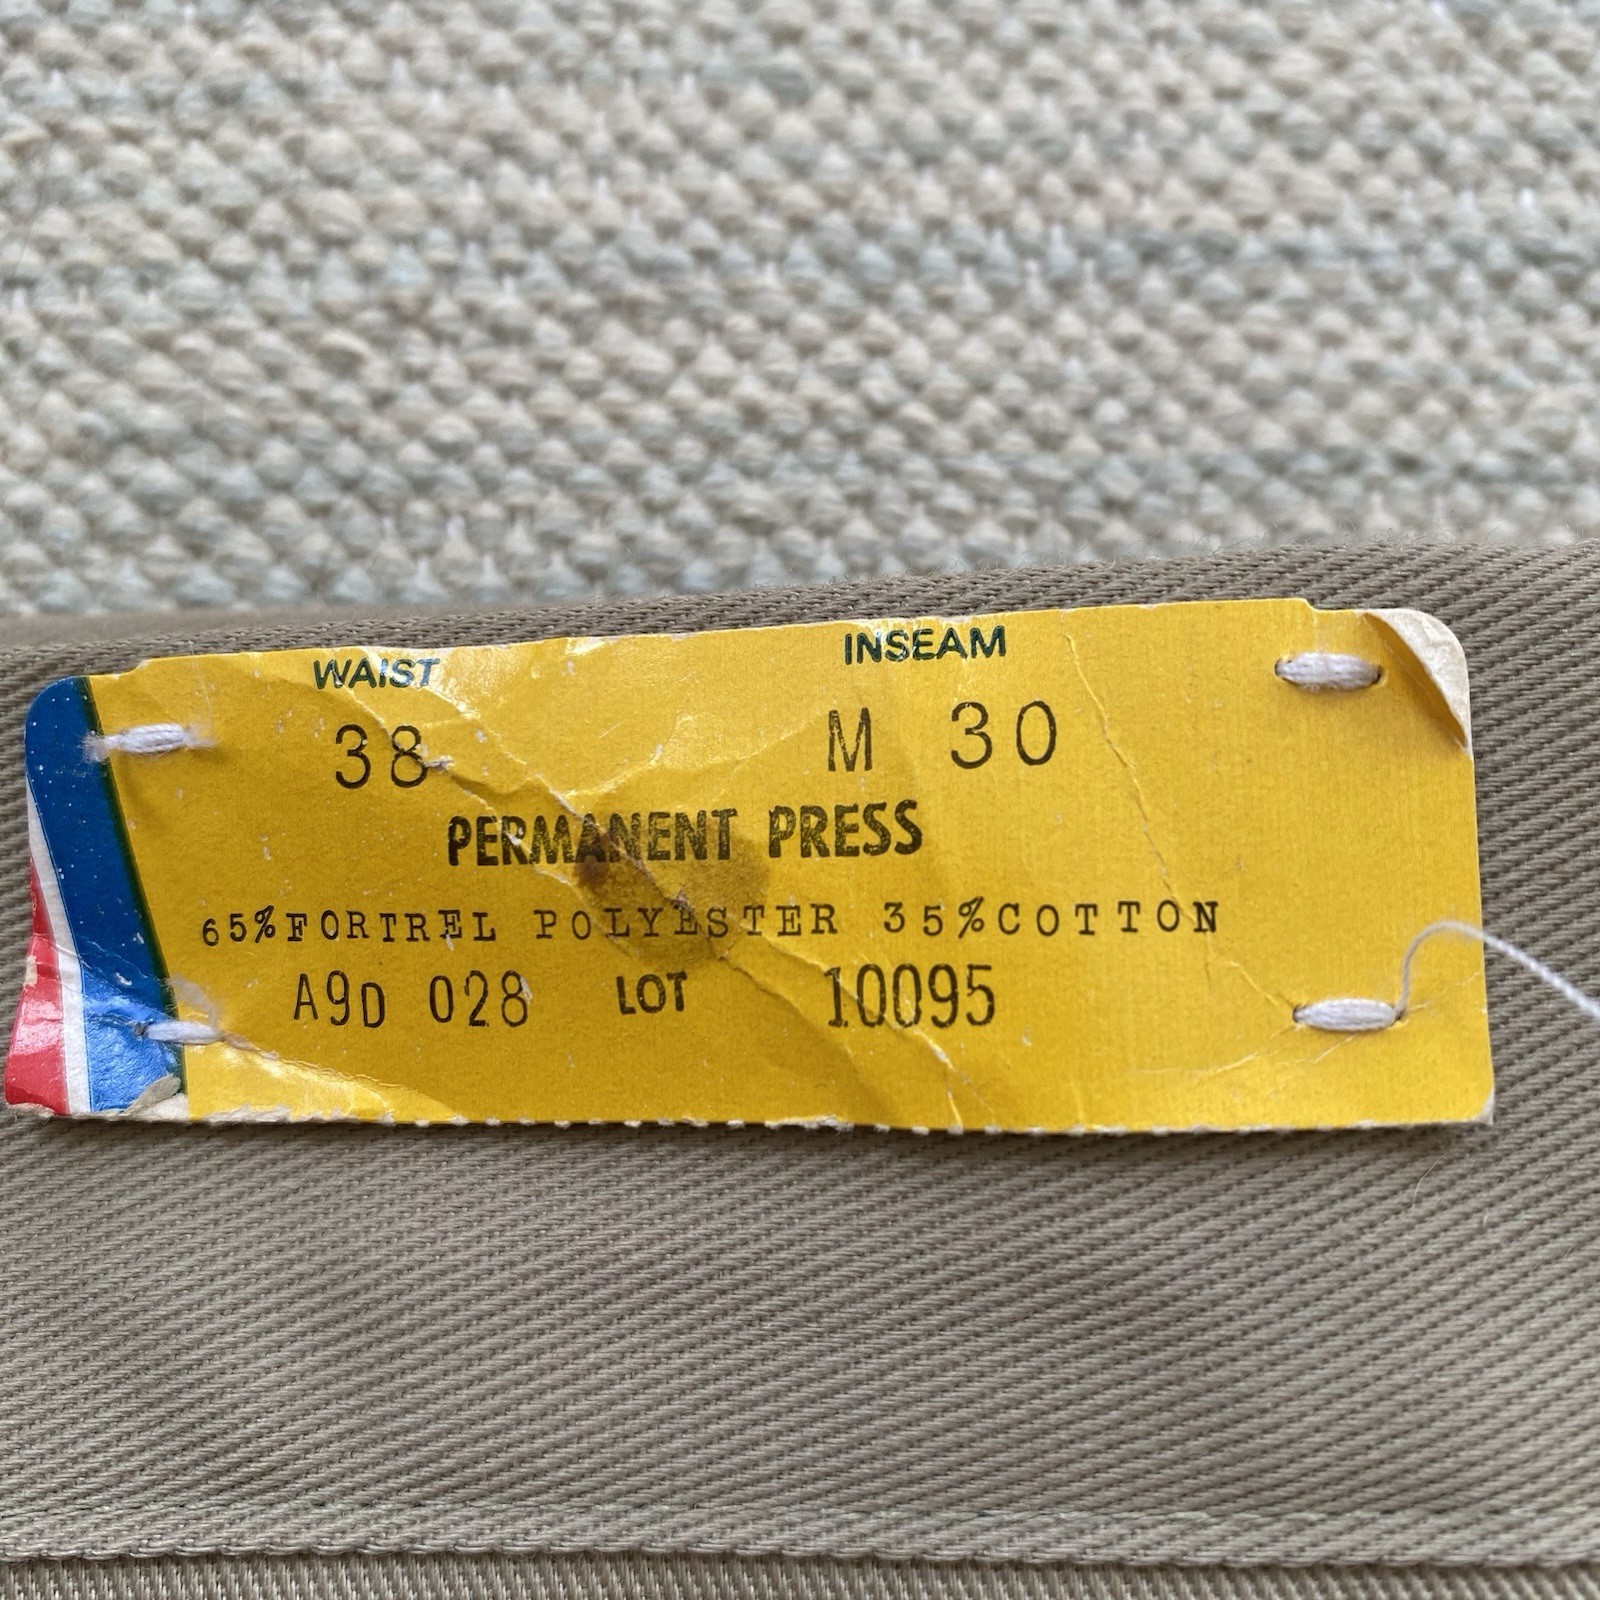 WAIST INSEAM
38 M 30
PERMANENT PRESS
65% FORTREL POLYESTER 35% COTTON
A9D 028 LOT 10095